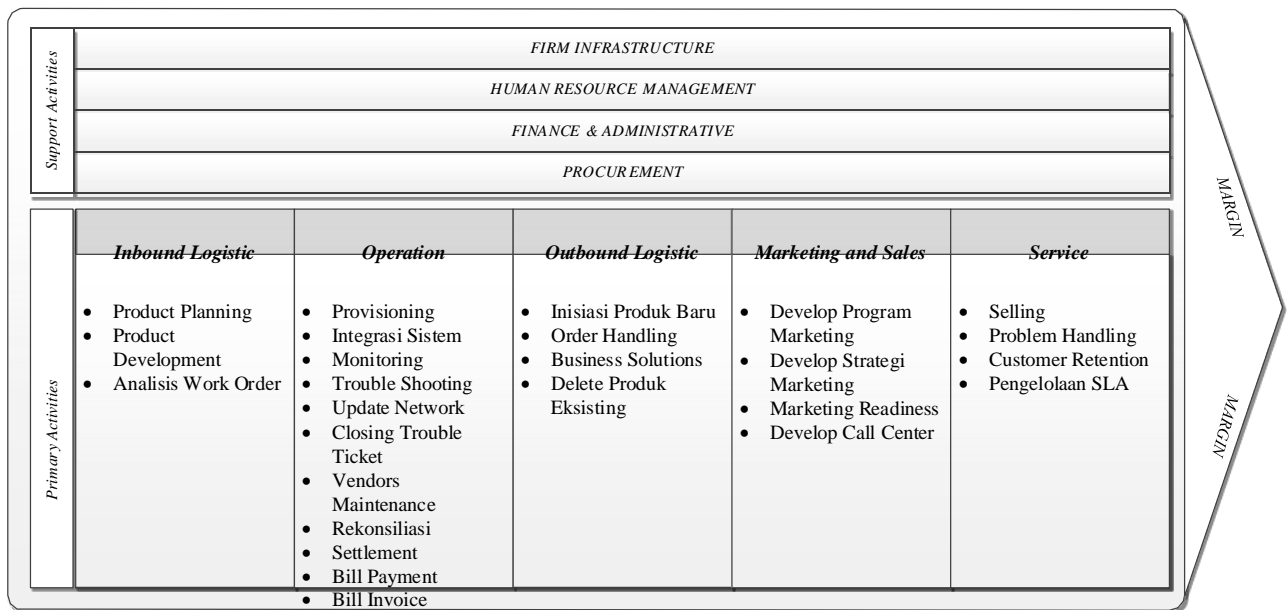 Support Activities
FIRM INFRASTRUCTURE
HUMAN RESOURCE MANAGEMENT
FINANCE & ADMINISTRATIVE
PROCUREMENT
MARGIN
MARGIN
Primary Activities
Inbound Logistic
• Product Planning
• Product
Development
• Analisis Work Order
Operation
• Provisioning
• Integrasi Sistem
• Monitoring
• Trouble Shooting
• Update Network
• Closing Trouble
Ticket
• Vendors
Maintenance
• Rekonsiliasi
• Settlement
• Bill Payment
• Bill Invoice
Outbound Logistic
• Inisiasi Produk Baru
• Order Handling
• Business Solutions
• Delete Produk
Eksisting
Marketing and Sales
• Develop Program
Marketing
• Develop Strategi
Marketing
• Marketing Readiness
• Develop Call Center
Service
• Selling
• Problem Handling
• Customer Retention
• Pengelolaan SLA